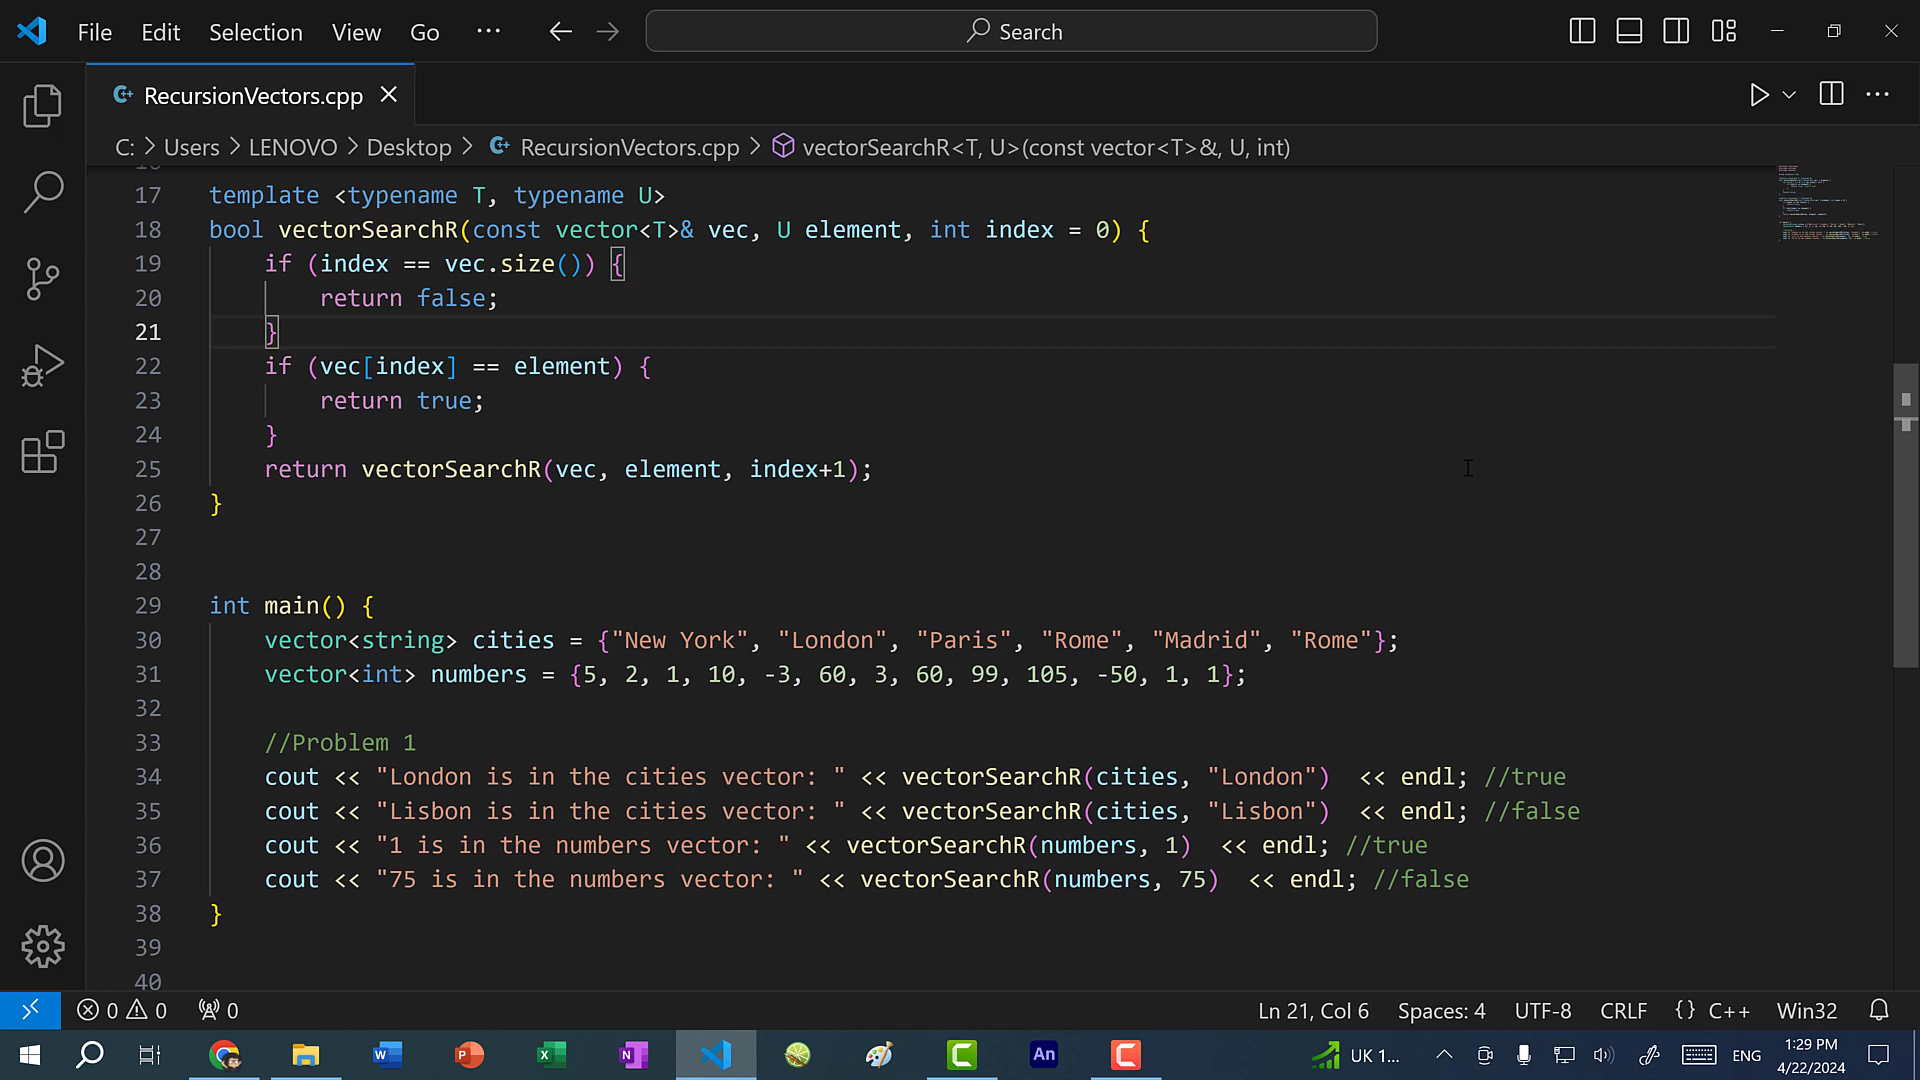 File Edit Selection View Go ··· Search
RecursionVectors.cpp
C: > Users > LENOVO > Desktop > RecursionVectors.cpp > vectorSearchR<T, U>(const vector<T>&, U, int)
17 template <typename T, typename U>
18 bool vectorSearchR(const vector<T>& vec, U element, int index = 0) {
19 if (index == vec.size()) {
20 return false;
21 }
22 if (vec[index] == element) {
23 return true;
24 }
25 return vectorSearchR(vec, element, index+1);
26 }
27
28
29 int main() {
30 vector<string> cities = {"New York", "London", "Paris", "Rome", "Madrid", "Rome"};
31 vector<int> numbers = {5, 2, 1, 10, -3, 60, 3, 60, 99, 105, -50, 1, 1};
32
33 //Problem 1
34 cout << "London is in the cities vector: " << vectorSearchR(cities, "London")  << endl; //true
35 cout << "Lisbon is in the cities vector: " << vectorSearchR(cities, "Lisbon")  << endl; //false
36 cout << "1 is in the numbers vector: " << vectorSearchR(numbers, 1)  << endl; //true
37 cout << "75 is in the numbers vector: " << vectorSearchR(numbers, 75)  << endl; //false
38 }
39
40
0 0 0 Ln 21, Col 6 Spaces: 4 UTF-8 CRLF {} C++ Win32
UK 1... ENG 1:29 PM
4/22/2024